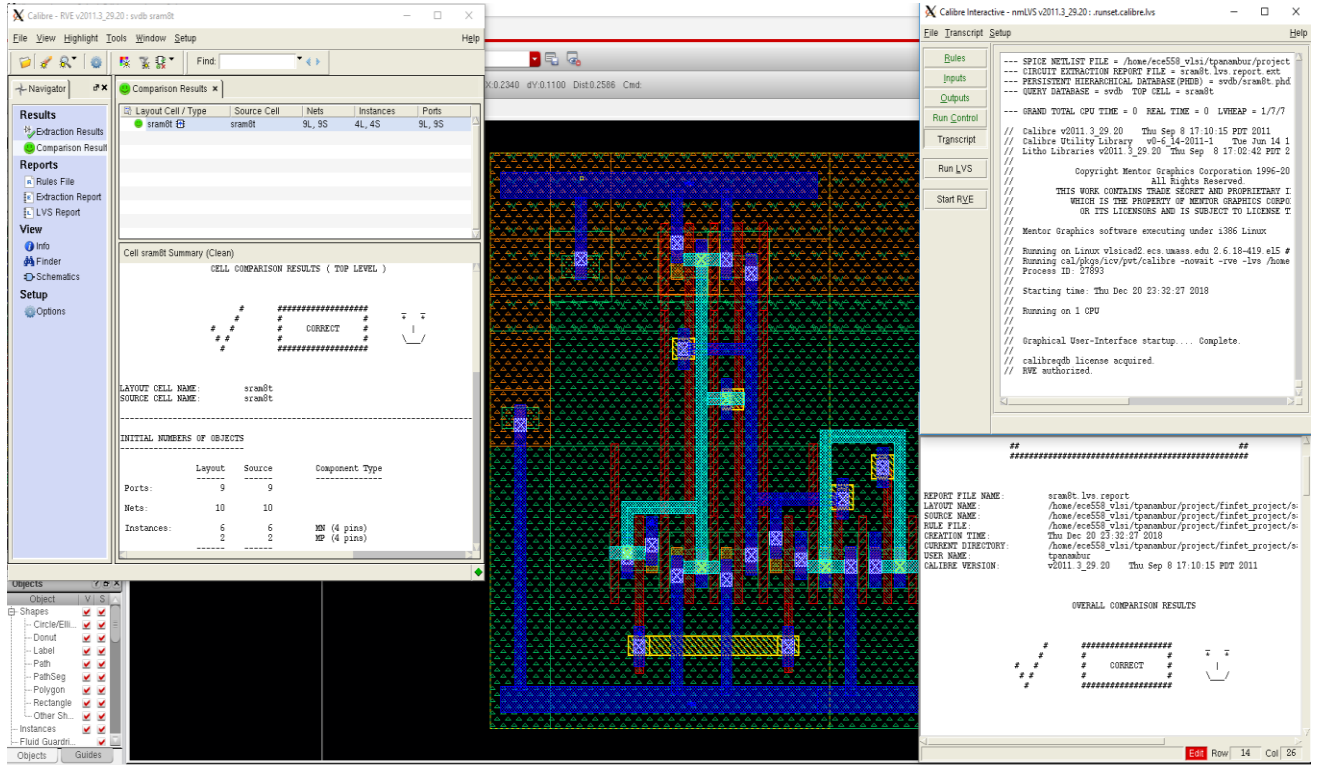 Calibre - RVE v2011.3_29.20 : svdb sram8t
File View Highlight Tools Window Setup Help
Find:
Navigator
Results
Extraction Results
Comparison Result
Reports
Rules File
Extraction Report
LVS Report
View
Info
Finder
Schematics
Setup
Options
Comparison Results
Layout Cell / Type Source Cell Nets Instances Ports
sram8t sram8t 9L, 9S 4L, 4S 9L, 9S
Cell sram8t Summary (Clean)
CELL COMPARISON RESULTS ( TOP LEVEL )
CORRECT
LAYOUT CELL NAME: sram8t
SOURCE CELL NAME: sram8t
INITIAL NUMBERS OF OBJECTS
Layout Source Component Type
Ports: 9 9
Nets: 10 10
Instances: 6 6 MN (4 pins)
2 2 MP (4 pins)
Objects
Object V S
Shapes
Circle/Elli...
Donut
Label
Path
PathSeg
Polygon
Rectangle
Other Sh...
Instances
Fluid Guardri...
Objects Guides
X:0.2340 dY:0.1100 Dist:0.2586 Cmd:
Calibre Interactive - nmLVS v2011.3_29.20 : .runset.calibre.lvs
File Transcript Setup Help
Rules
Inputs
Outputs
Run Control
Transcript
Run LVS
Start RVE
--- SPICE NETLIST FILE = /home/ece558_vlsi/tpanambur/project
--- CIRCUIT EXTRACTION REPORT FILE = sram8t.lvs.report.ext
--- PERSISTENT HIERARCHICAL DATABASE (PHDB) = svdb/sram8t.phd
--- QUERY DATABASE = svdb TOP CELL = sram8t
--- GRAND TOTAL CPU TIME = 0 REAL TIME = 0 LVHEAP = 1/7/7
// Calibre v2011.3_29.20 Thu Sep 8 17:10:15 PDT 2011
// Calibre Utility Library v0-6_14-2011-1 Tue Jun 14 1
// Litho Libraries v2011.3_29.20 Thu Sep 8 17:02:42 PDT 2
//
// Copyright Mentor Graphics Corporation 1996-20
// All Rights Reserved.
// THIS WORK CONTAINS TRADE SECRET AND PROPRIETARY I
// WHICH IS THE PROPERTY OF MENTOR GRAPHICS CORPO
// OR ITS LICENSORS AND IS SUBJECT TO LICENSE T
//
// Mentor Graphics software executing under i386 Linux
//
// Running on Linux vlsicad2.ecs.umass.edu 2.6.18-419.el5 #
// Running cal/pkgs/icv/pvt/calibre -nowait -rve -lvs /home
// Process ID: 27893
//
// Starting time: Thu Dec 20 23:32:27 2018
//
// Running on 1 CPU
//
//
// Graphical User-Interface startup.... Complete.
//
// calibreqdb license acquired.
// RVE authorized.
REPORT FILE NAME: sram8t.lvs.report
LAYOUT NAME: /home/ece558_vlsi/tpanambur/project/finfet_project/s
SOURCE NAME: /home/ece558_vlsi/tpanambur/project/finfet_project/s
RULE FILE: /home/ece558_vlsi/tpanambur/project/finfet_project/s
CREATION TIME: Thu Dec 20 23:32:27 2018
CURRENT DIRECTORY: /home/ece558_vlsi/tpanambur/project/finfet_project/s
USER NAME: tpanambur
CALIBRE VERSION: v2011.3_29.20 Thu Sep 8 17:10:15 PDT 2011
OVERALL COMPARISON RESULTS
CORRECT
Edit Row 14 Col 26